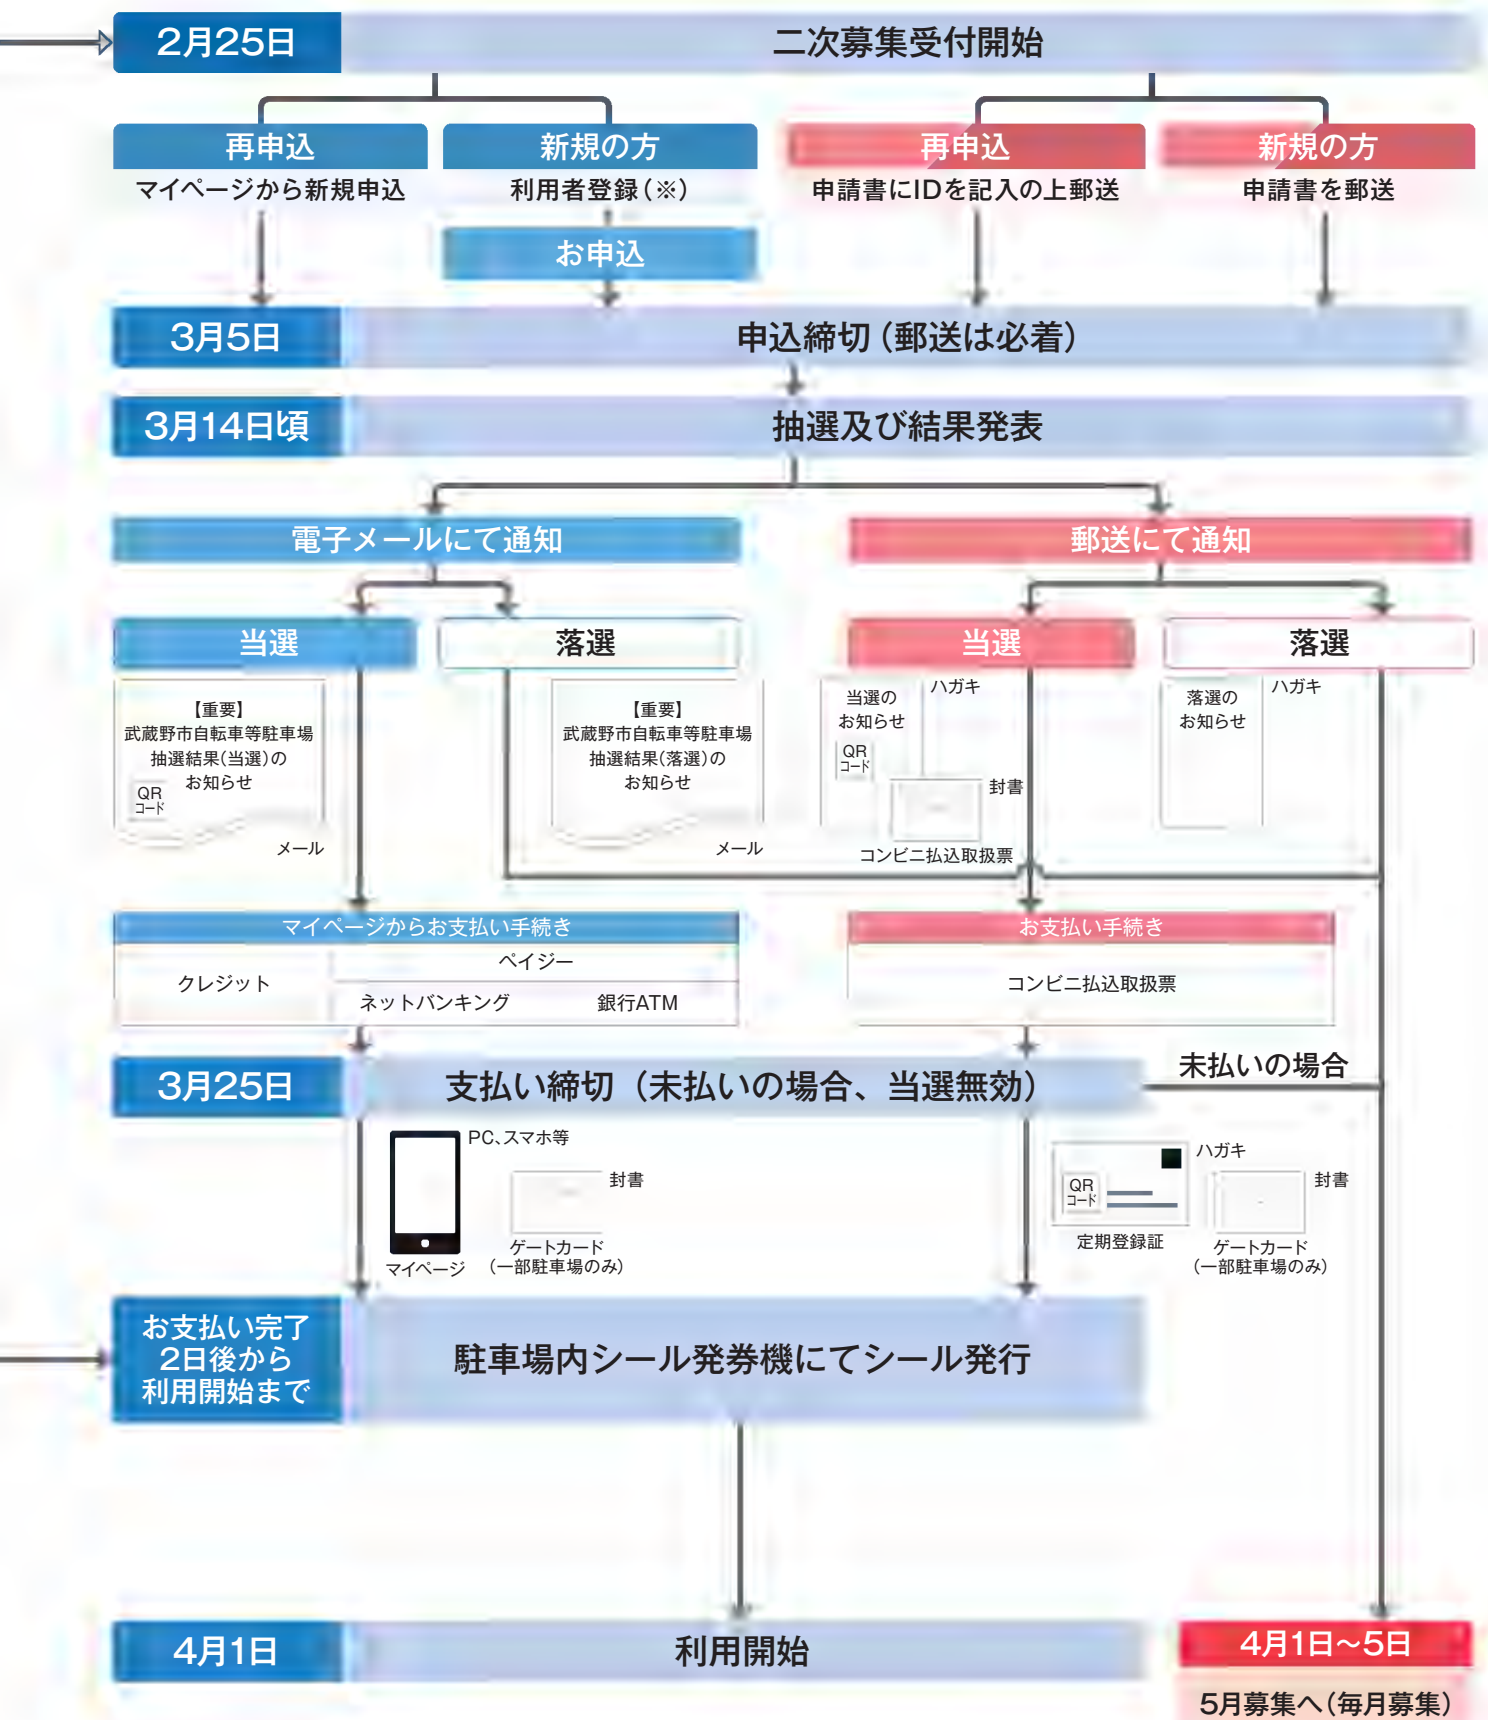 2月25日
二次募集受付開始
再申込
新規の方
再申込
新規の方
マイページから新規申込
利用者登録(※)
申請書にIDを記入の上郵送
申請書を郵送
お申込
3月5日
申込締切(郵送は必着)
3月14日頃
抽選及び結果発表
電子メールにて通知
郵送にて通知
当選
落選
当選
落選
【重要】
武蔵野市自転車等駐車場
抽選結果(当選)の
お知らせ
QR
コード
メール
【重要】
武蔵野市自転車等駐車場
抽選結果(落選)の
お知らせ
メール
当選の
お知らせ
QR
コード
ハガキ
封書
コンビニ払込取扱票
落選の
お知らせ
ハガキ
マイページからお支払い手続き
クレジット
ペイジー
ネットバンキング
銀行ATM
お支払い手続き
コンビニ払込取扱票
3月25日
支払い締切(未払いの場合、当選無効)
未払いの場合
PC、スマホ等
マイページ
封書
ゲートカード
(一部駐車場のみ)
QR
コード
ハガキ
定期登録証
封書
ゲートカード
(一部駐車場のみ)
お支払い完了
2日後から
利用開始まで
駐車場内シール発券機にてシール発行
4月1日
利用開始
4月1日～5日
5月募集へ(毎月募集)